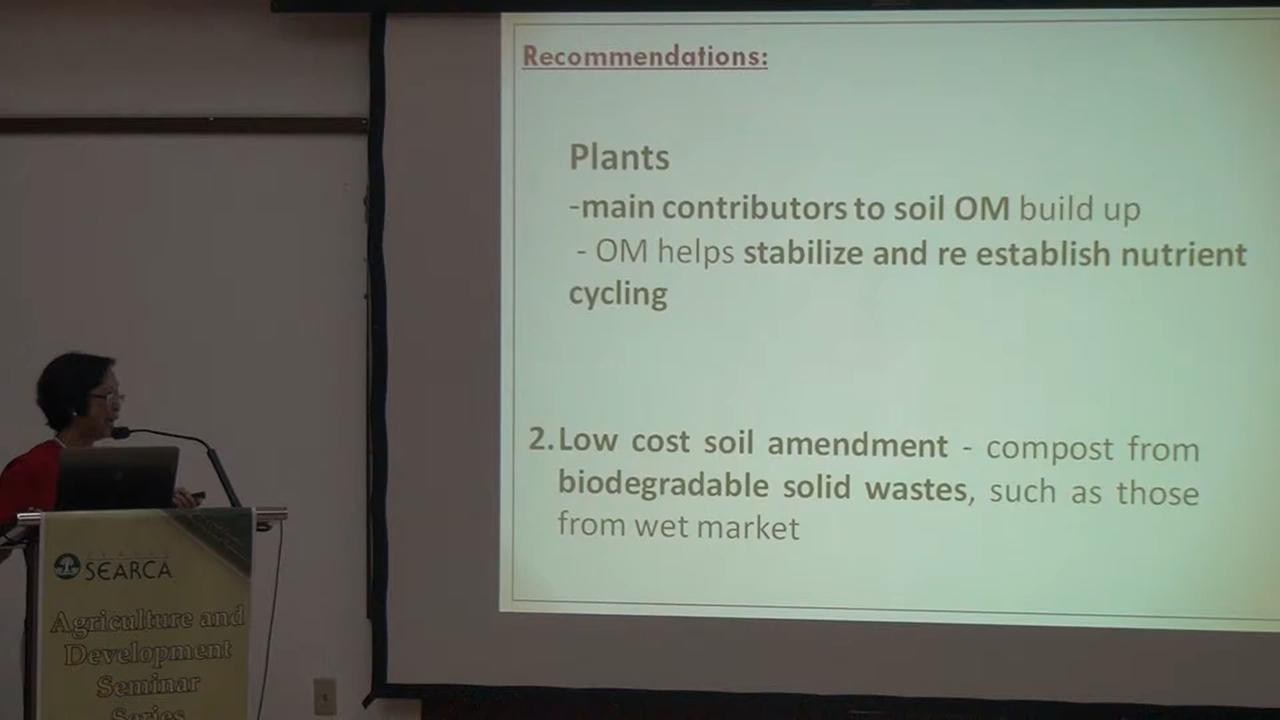 Recommendations:
Plants
-main contributors to soil OM build up
- OM helps stabilize and re establish nutrient
cycling
2. Low cost soil amendment - compost from
biodegradable solid wastes, such as those
from wet market
SEARCA
Agriculture and
Development
Seminar
Series